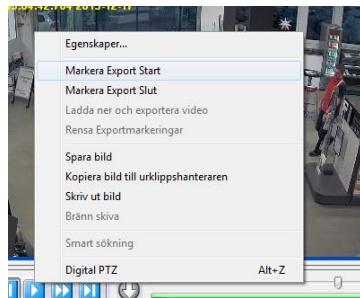 Egenskaper...
Markera Export Start
Markera Export Slut
Ladda ner och exportera video
Rensa Exportmarkeringar
Spara bild
Kopiera bild till urklippshanteraren
Skriv ut bild
Bränn skiva
Smart sökning
Digital PTZ Alt+Z